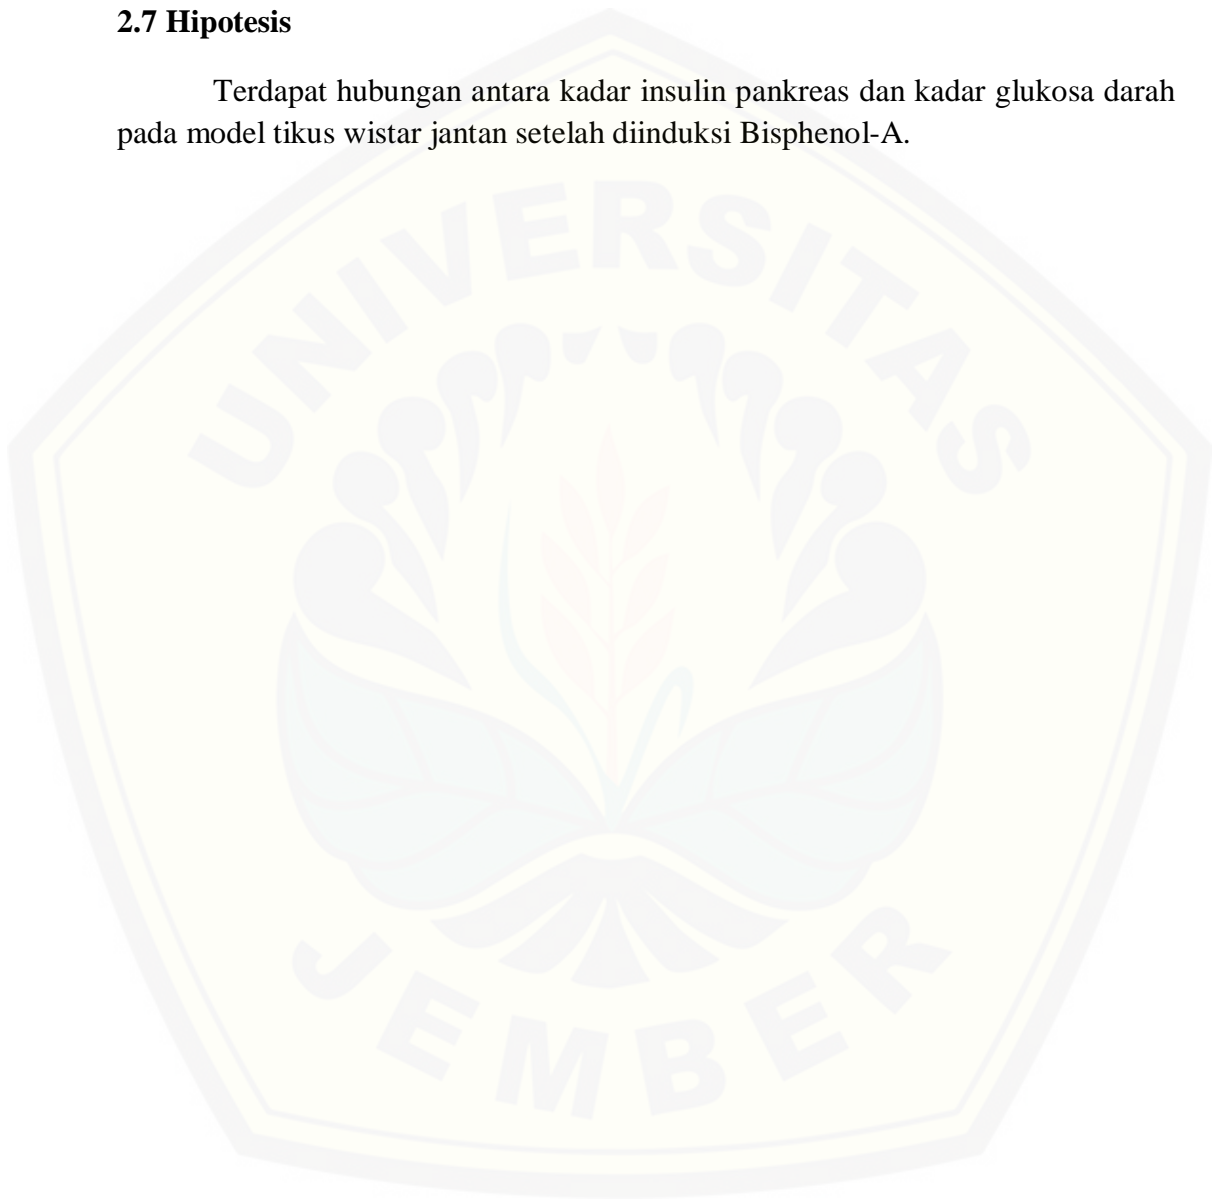 2.7 Hipotesis
Terdapat hubungan antara kadar insulin pankreas dan kadar glukosa darah
pada model tikus wistar jantan setelah diinduksi Bisphenol-A.
UNIVERSITAS
JEMBER